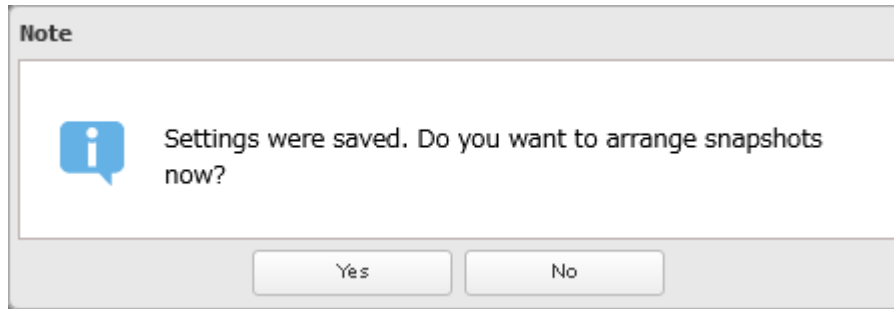 Note
Settings were saved. Do you want to arrange snapshots
now?
Yes
No